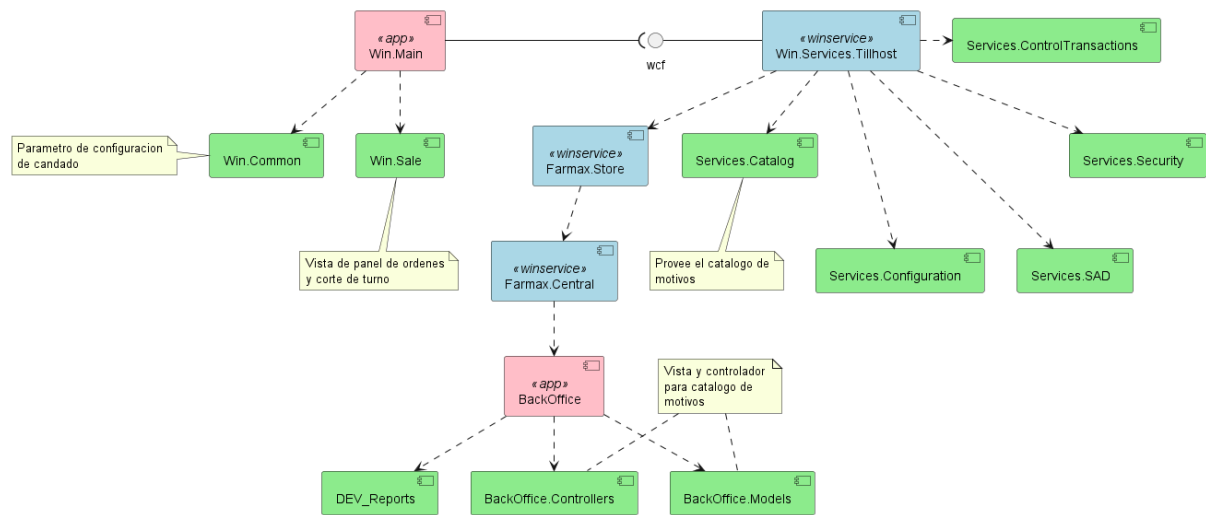 «app»
Win.Main
wcf
«winservice»
Win.Services.Tillhost
Services.ControlTransactions
Parametro de configuracion
de candado
Win.Common
Win.Sale
«winservice»
Farmax.Store
Services.Catalog
Services.Security
Vista de panel de ordenes
y corte de turno
«winservice»
Farmax.Central
Provee el catalogo de
motivos
Services.Configuration
Services.SAD
«app»
BackOffice
Vista y controlador
para catalogo de
motivos
DEV_Reports
BackOffice.Controllers
BackOffice.Models